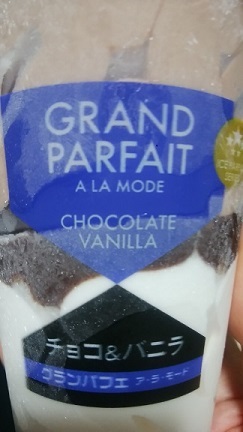 GRAND
PARFAIT
A LA MODE
CHOCOLATE
VANILLA
チョコ&バニラ
グランパフェ ア・ラ・モード